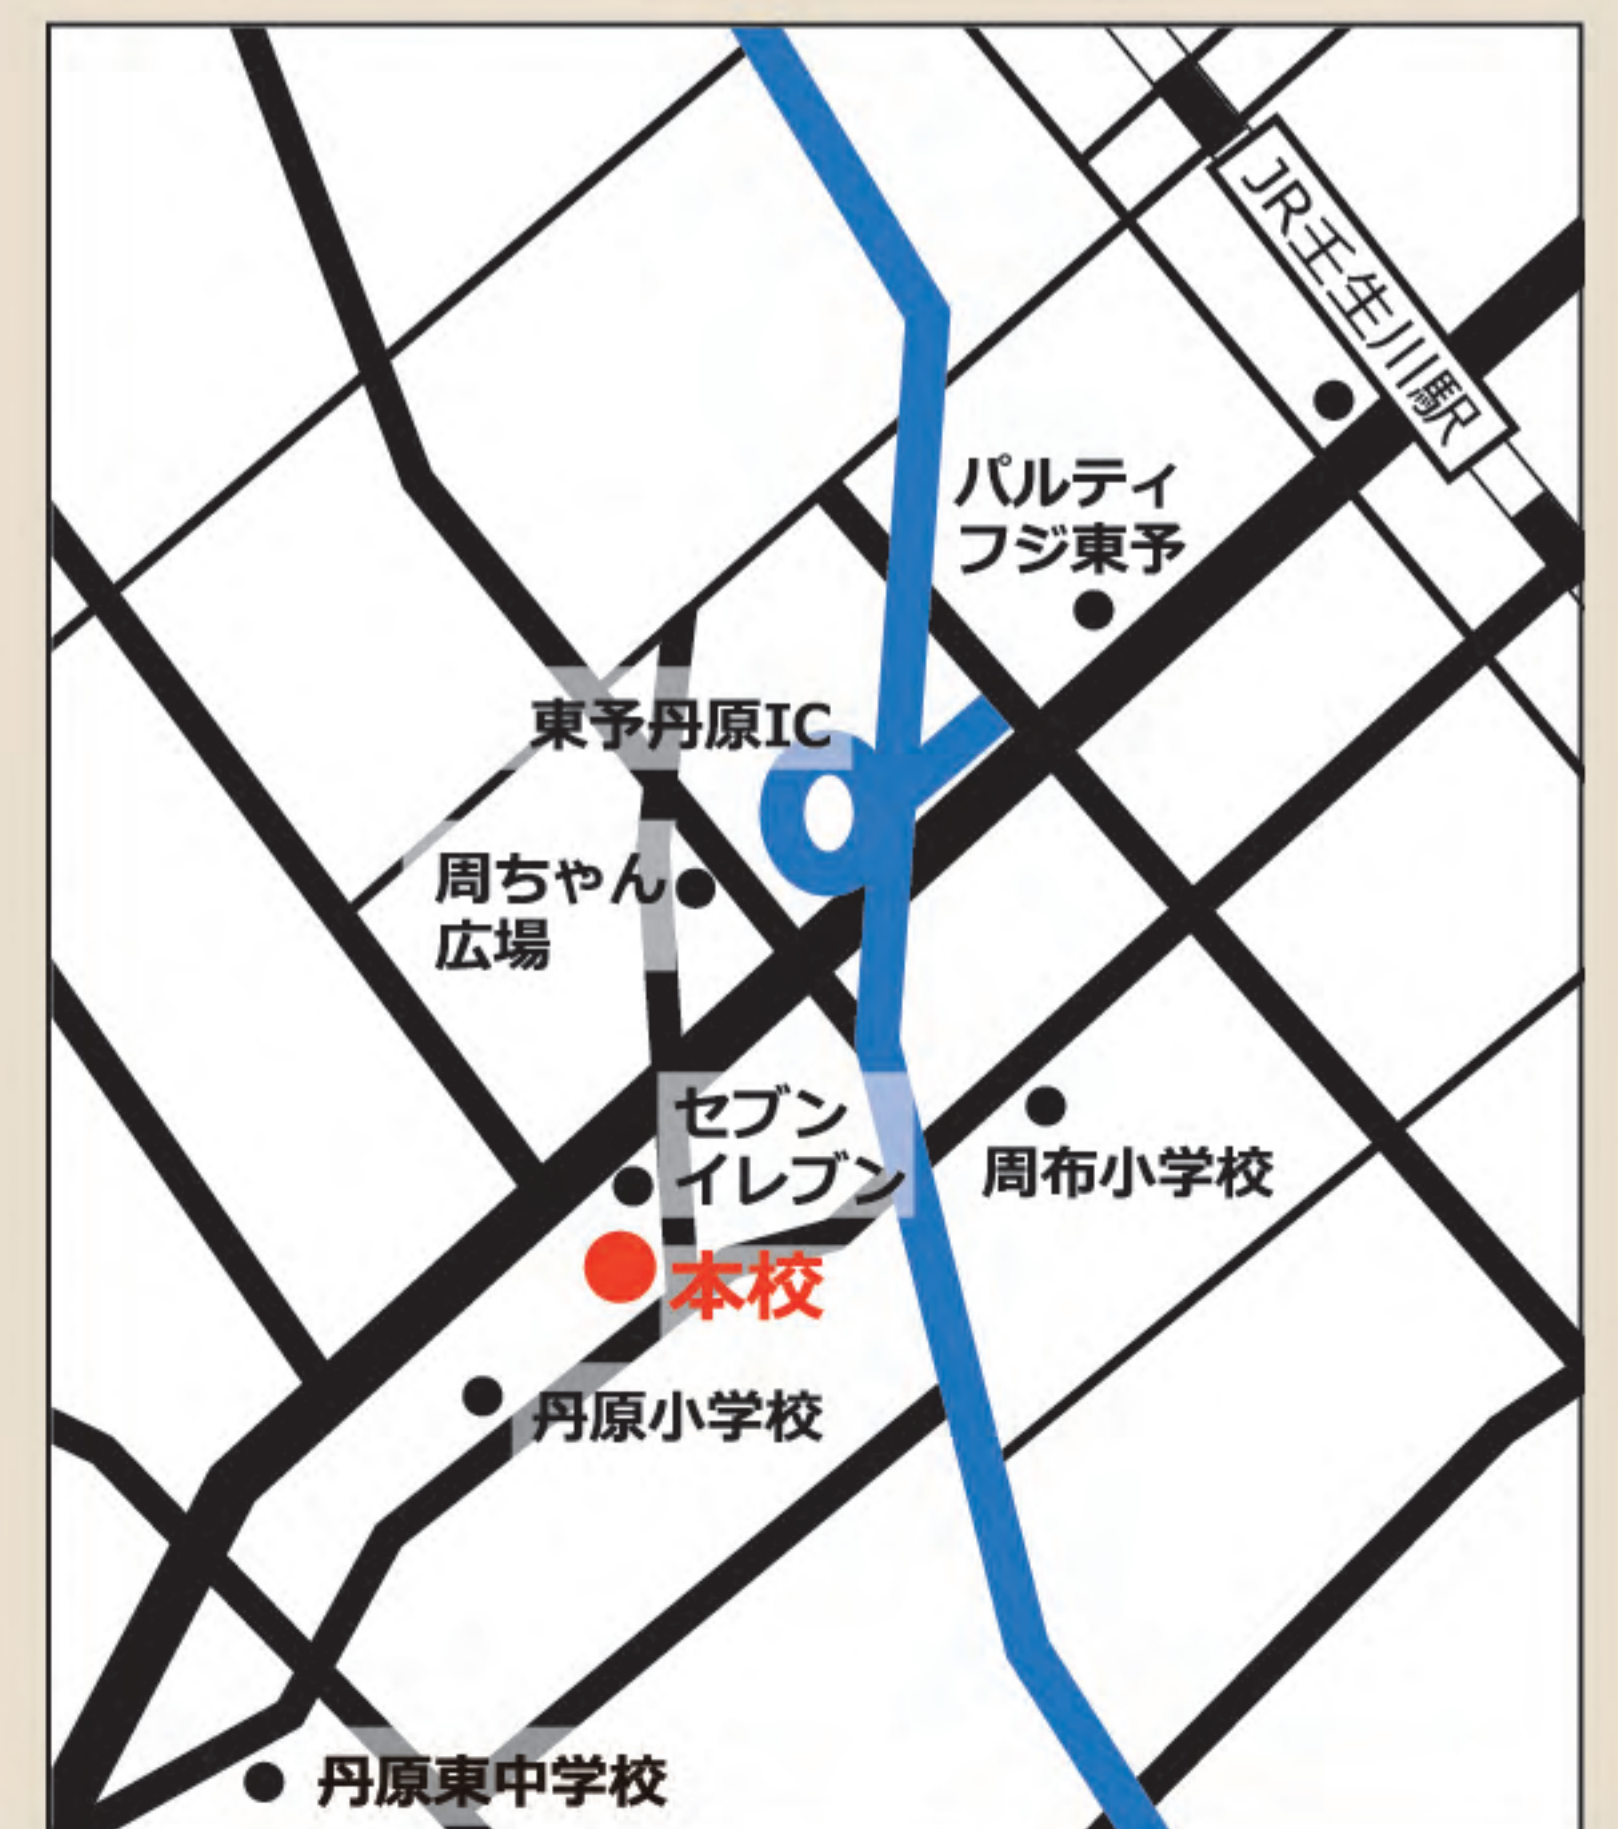 JR壬生川駅
パルティ
フジ東予
東予丹原IC
周ちゃん
広場
セブン
イレブン
周布小学校
本校
丹原小学校
丹原東中学校